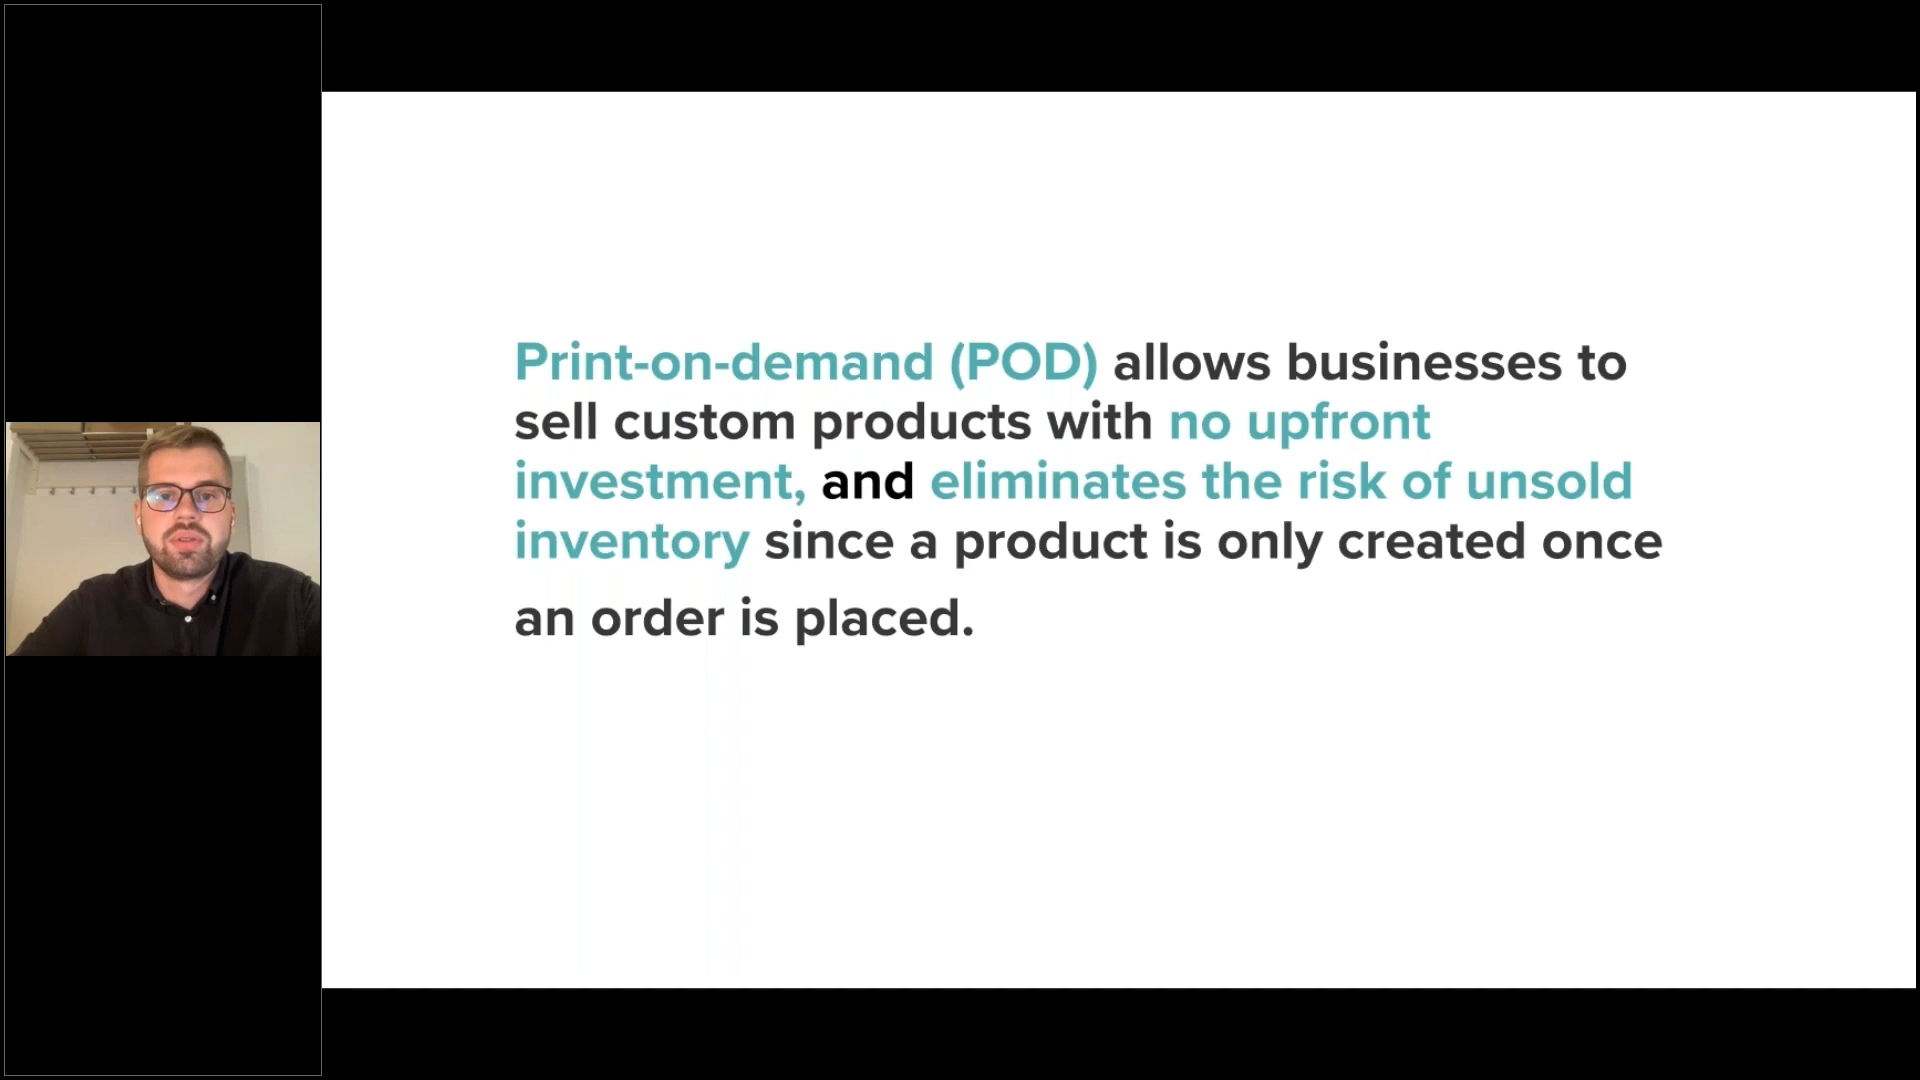 Print-on-demand (POD) allows businesses to
sell custom products with no upfront
investment, and eliminates the risk of unsold
inventory since a product is only created once
an order is placed.